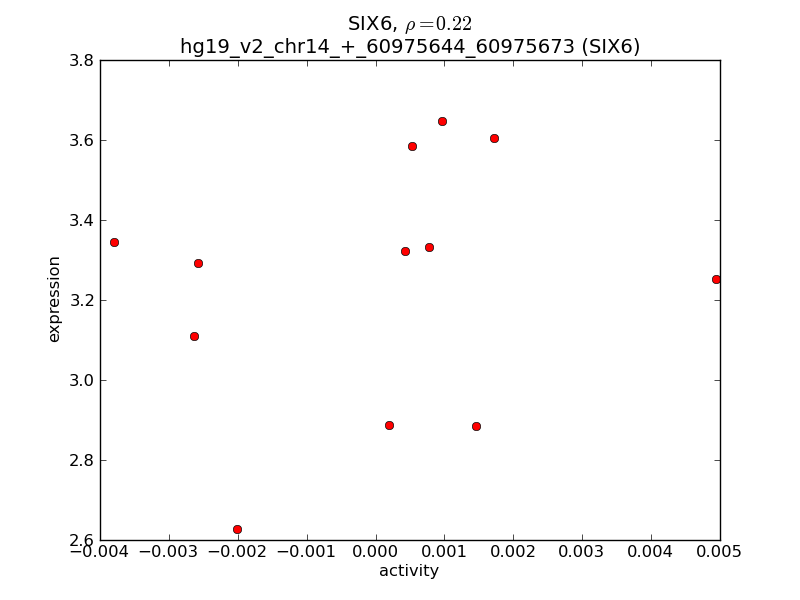 SIX6, ρ=0.22
hg19_v2_chr14_+_60975644_60975673 (SIX6)
3.8
3.6
3.4
3.2
3.0
2.8
2.6
expression
−0.004 −0.003 −0.002 −0.001 0.000 0.001 0.002 0.003 0.004 0.005
activity